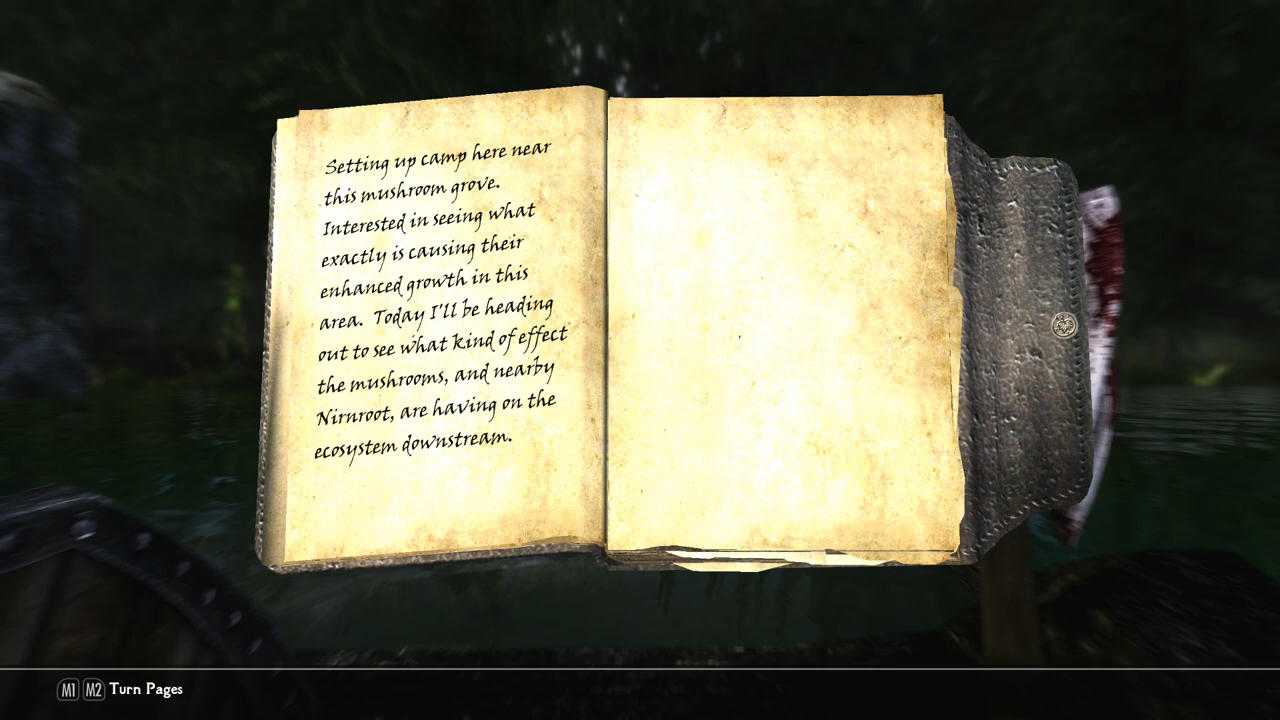 Setting up camp here near
this mushroom grove.
Interested in seeing what
exactly is causing their
enhanced growth in this
area. Today I'll be heading
out to see what kind of effect
the mushrooms, and nearby
Nirnroot, are having on the
ecosystem downstream.
M1 M2 Turn Pages